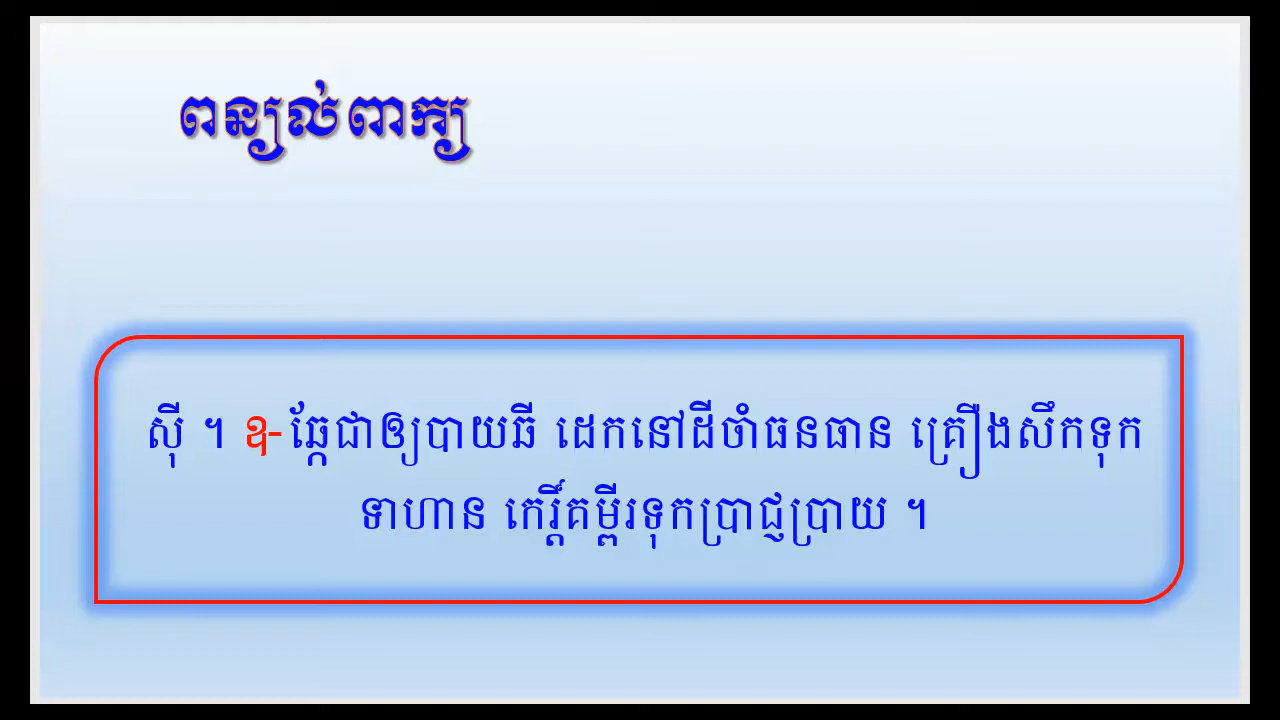 ពន្យល់ពាក្យ
ស៊ី ។ ឧ-ឆ្កែជាឲ្យបាយឆី ដេកនៅដីចាំធនធាន គ្រឿងសឹកទុក
ទាហាន កេរ្តិ៍គម្ពីរទុកប្រាជ្ញប្រាយ ។